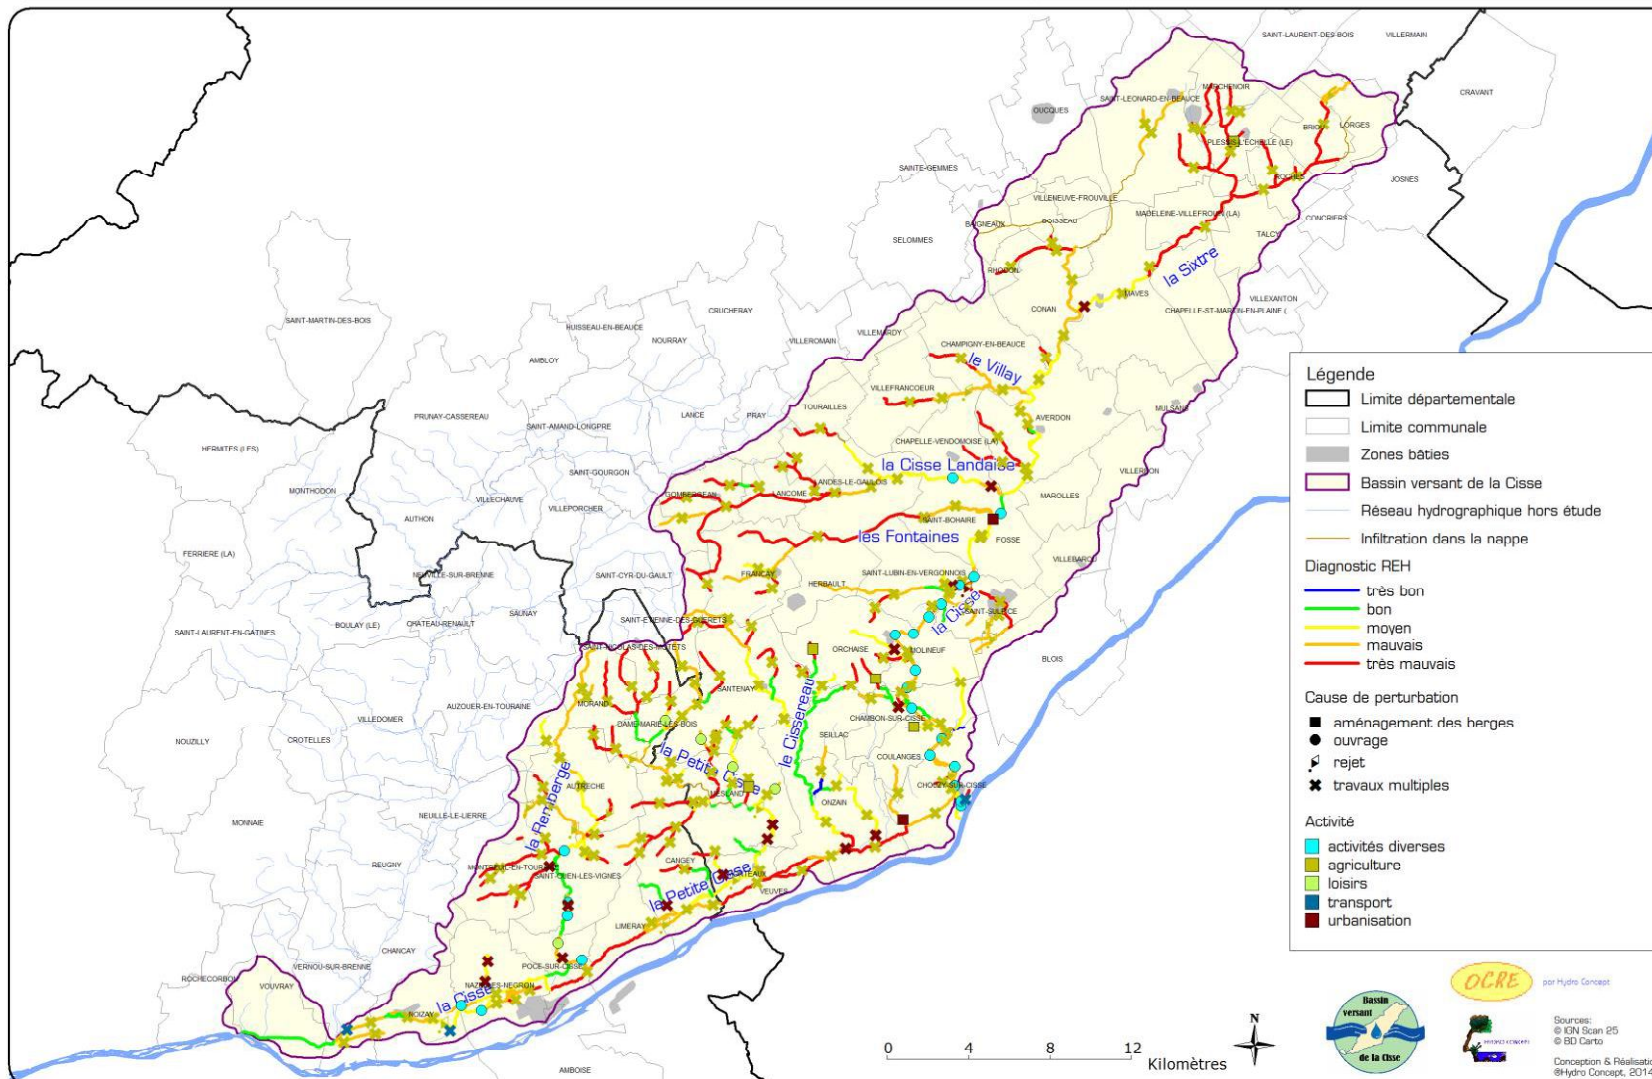 SAINT-LAURENT-DES-BOIS
VILLERMAIN
CRAVANT
MARCHENOIR
SAINT-LEONARD-EN-BEAUCE
OUCQUES
LORGES
PLESSIS-L'ECHELLE (LE)
SAINTE-GEMMES
ROCHES
JOSNES
VILLENEUVE-FROUVILLE
MADELEINE-VILLEFROUIN (LA)
CONCRIERS
BAIGNEAUX
BOISSEAU
TALCY
SELOMMES
la Sixtre
RHODON
MAVES
VILLEXANTON
CONAN
CHAPELLE-ST-MARTIN-EN-PLAINE (
SAINT-MARTIN-DES-BOIS
CRUCHERAY
HUISSEAU-EN-BEAUCE
NOURRAY
VILLEROMAIN
VILLEMARDY
CHAMPIGNY-EN-BEAUCE
AMBLOY
le Villay
VILLEFRANCOEUR
PRUNAY-CASSEREAU
LANCE
PRAY
TOURAILLES
MULSANS
AVERDON
SAINT-AMAND-LONGPRE
CHAPELLE-VENDOMOISE (LA)
HERMITES (LES)
la Cisse Landaise
SAINT-GOURGON
VILLERBON
LANDES-LE-GAULOIS
MONTHODON
GOMBERGEAN
LANCOME
MAROLLES
VILLECHAUVE
VILLEPORCHER
AUTHON
SAINT-BOHAIRE
les Fontaines
FOSSE
FERRIERE (LA)
VILLEBAROU
NEUVILLE-SUR-BRENNE
SAINT-CYR-DU-GAULT
FRANCAY
HERBAULT
SAINT-LUBIN-EN-VERGONNOIS
SAUNAY
SAINT-SULPICE
la Cisse
SAINT-ETIENNE-DES-GUERETS
BOULAY (LE)
CHATEAU-RENAULT
SAINT-LAURENT-EN-GATINES
SAINT-NICOLAS-DES-MOTETS
ORCHAISE
MOLINEUF
BLOIS
SANTENAY
MORAND
AUZOUER-EN-TOURAINE
VILLEDOMER
DAME-MARIE-LES-BOIS
CHAMBON-SUR-CISSE
le Cissereau
SEILLAC
NOUZILLY
CROTELLES
COULANGES
la Petite Cisse
AUTRECHE
CHOUZY-SUR-CISSE
MESLAND
ONZAIN
la Remberge
NEUILLE-LE-LIERRE
MONNAIE
REUGNY
CANGEY
SAINT-OUEN-LES-VIGNES
la Petite Cisse
VEUVES
LIMERAY
CHANCAY
VERNOU-SUR-BRENNE
POCE-SUR-CISSE
VOUVRAY
NAZELLES-NEGRON
la Cisse
NOIZAY
AMBOISE
Légende
Limite départementale
Limite communale
Zones bâties
Bassin versant de la Cisse
Réseau hydrographique hors étude
Infiltration dans la nappe
Diagnostic REH
très bon
bon
moyen
mauvais
très mauvais
Cause de perturbation
aménagement des berges
ouvrage
rejet
travaux multiples
Activité
activités diverses
agriculture
loisirs
transport
urbanisation
OCRE
par Hydro Concept
Bassin
versant
de la Cisse
HYDRO CONCEPT
N
0 4 8 12
Kilomètres
Sources:
© IGN Scan 25
© BD Carto
Conception & Réalisatio
®Hydro Concept, 2014